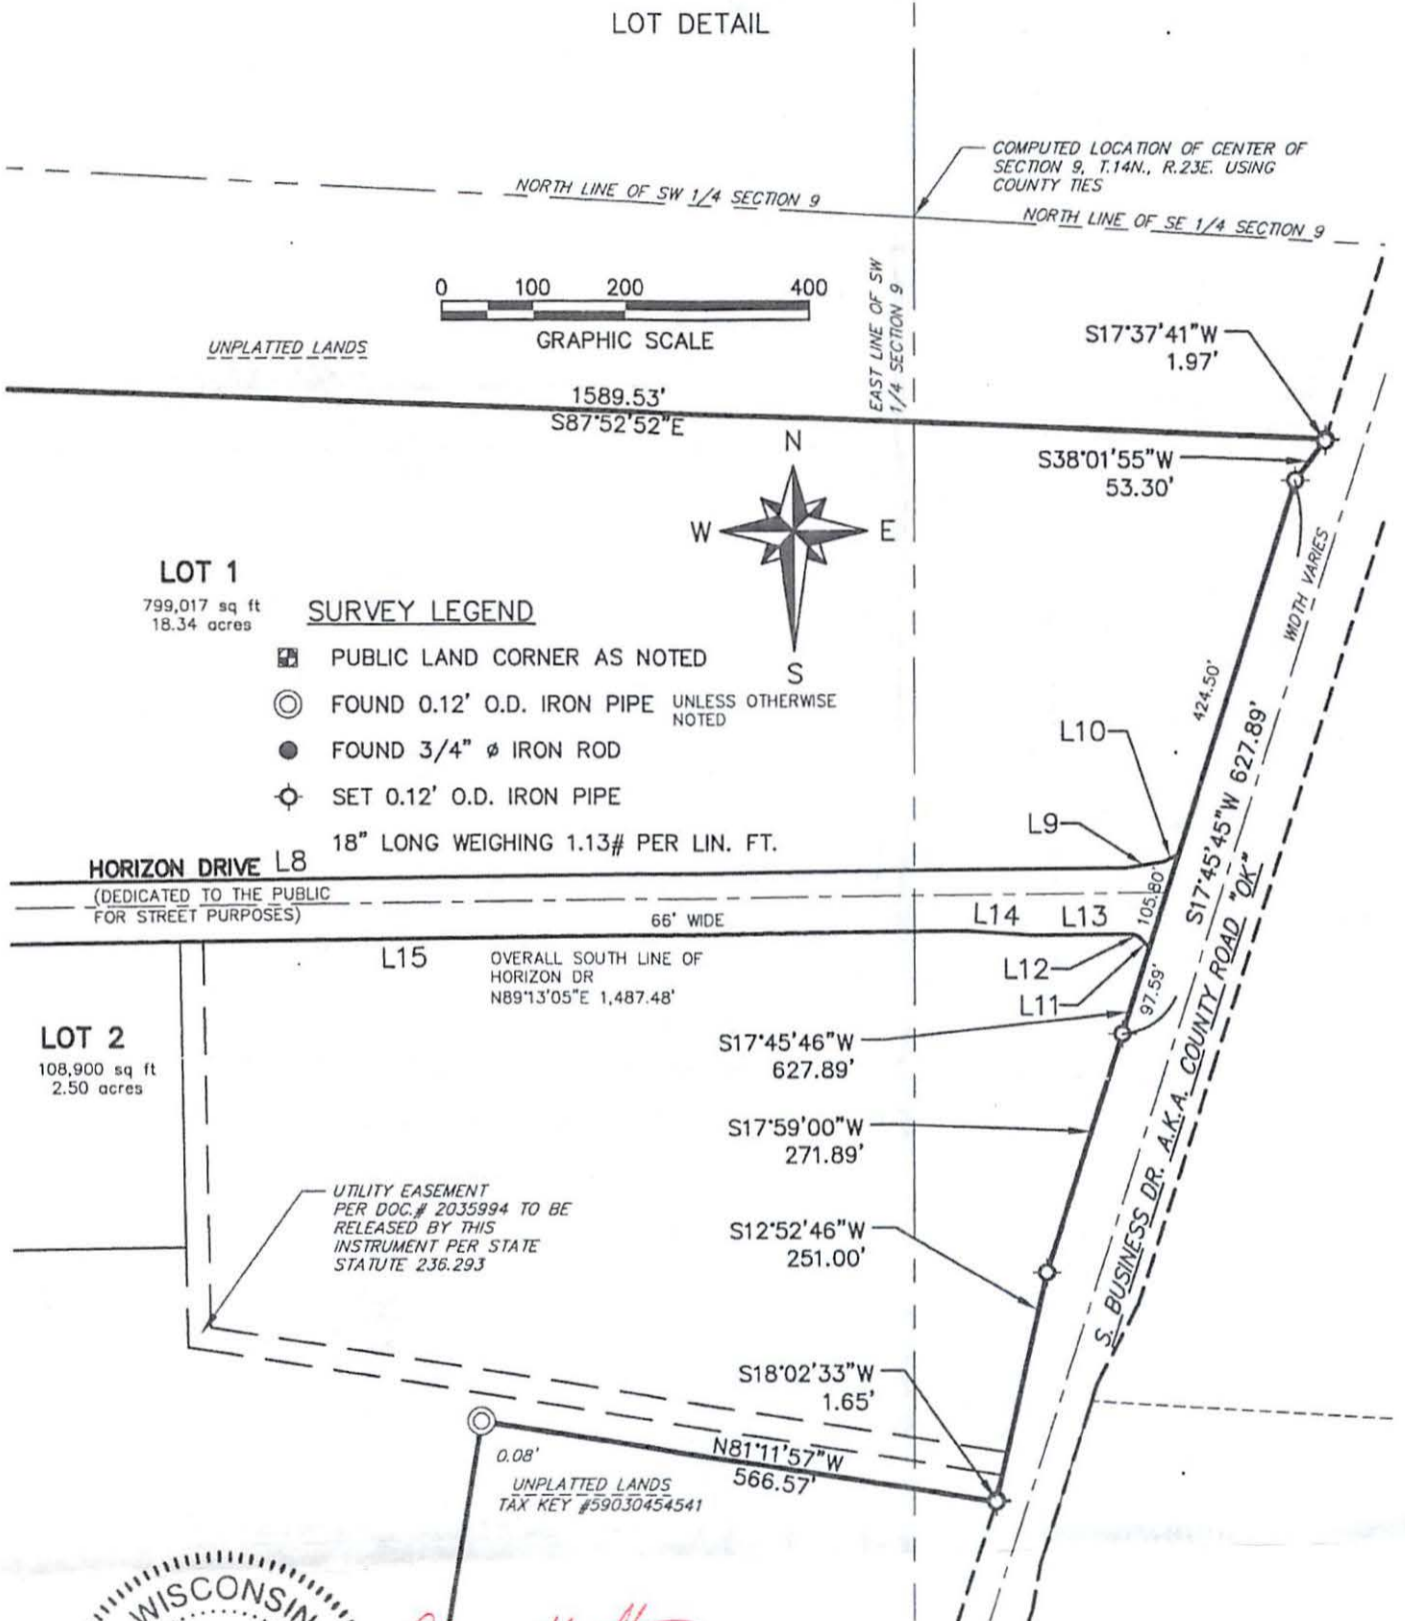 LOT DETAIL
COMPUTED LOCATION OF CENTER OF
SECTION 9, T.14N., R.23E. USING
COUNTY TIES
NORTH LINE OF SW 1/4 SECTION 9
NORTH LINE OF SE 1/4 SECTION 9
EAST LINE OF SW
1/4 SECTION 9
0 100 200 400
GRAPHIC SCALE
UNPLATTED LANDS
S17°37'41"W
1.97'
1589.53'
S87°52'52"E
S38°01'55"W
53.30'
N
W E
S
WIDTH VARIES
LOT 1
799,017 sq ft
18.34 acres
SURVEY LEGEND
PUBLIC LAND CORNER AS NOTED
FOUND 0.12' O.D. IRON PIPE UNLESS OTHERWISE
NOTED
FOUND 3/4" ø IRON ROD
SET 0.12' O.D. IRON PIPE
18" LONG WEIGHING 1.13# PER LIN. FT.
424.50'
S17°45'45"W 627.89'
L10
L9
HORIZON DRIVE L8
(DEDICATED TO THE PUBLIC
FOR STREET PURPOSES)
105.80'
66' WIDE
L14 L13
L15
OVERALL SOUTH LINE OF
HORIZON DR
N89°13'05"E 1,487.48'
L12
L11
97.59'
LOT 2
108,900 sq ft
2.50 acres
S17°45'46"W
627.89'
S17°59'00"W
271.89'
S. BUSINESS DR. A.K.A. COUNTY ROAD "OK"
UTILITY EASEMENT
PER DOC.# 2035994 TO BE
RELEASED BY THIS
INSTRUMENT PER STATE
STATUTE 236.293
S12°52'46"W
251.00'
S18°02'33"W
1.65'
0.08'
N81°11'57"W
566.57'
UNPLATTED LANDS
TAX KEY #59030454541
WISCONSIN